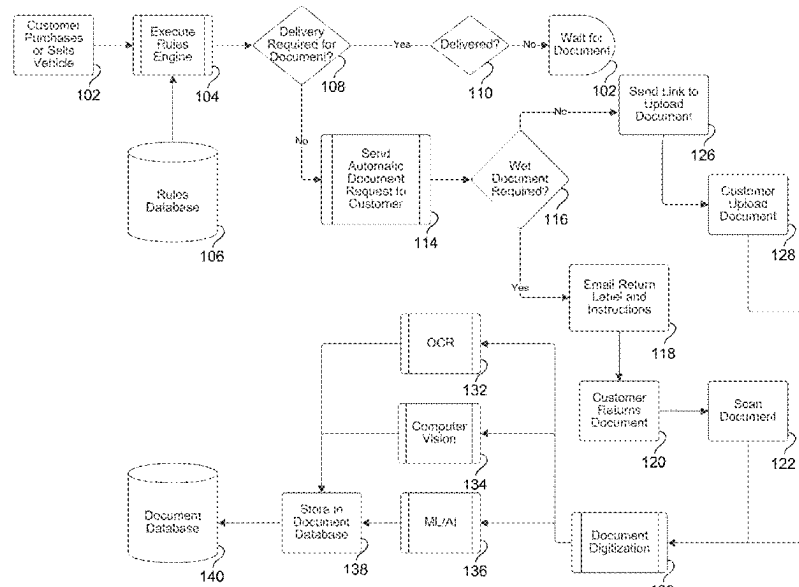 Customer
Purchases
or Sells
Vehicle
102
Execute
Rules
Engine
104
Delivery
Required for
Document?
108
Yes
Delivered?
110
No
Wait for
Document
102
Rules
Database
106
No
Send
Automatic
Document
Request to
Customer
114
Wet
Document
Required?
116
No
Send Link to
Upload
Document
126
Customer
Upload
Document
128
Yes
Email Return
Label and
Instructions
118
Customer
Returns
Document
120
Scan
Document
122
OCR
132
Computer
Vision
134
ML/AI
136
Document
Digitization
Store in
Document
Database
138
Document
Database
140